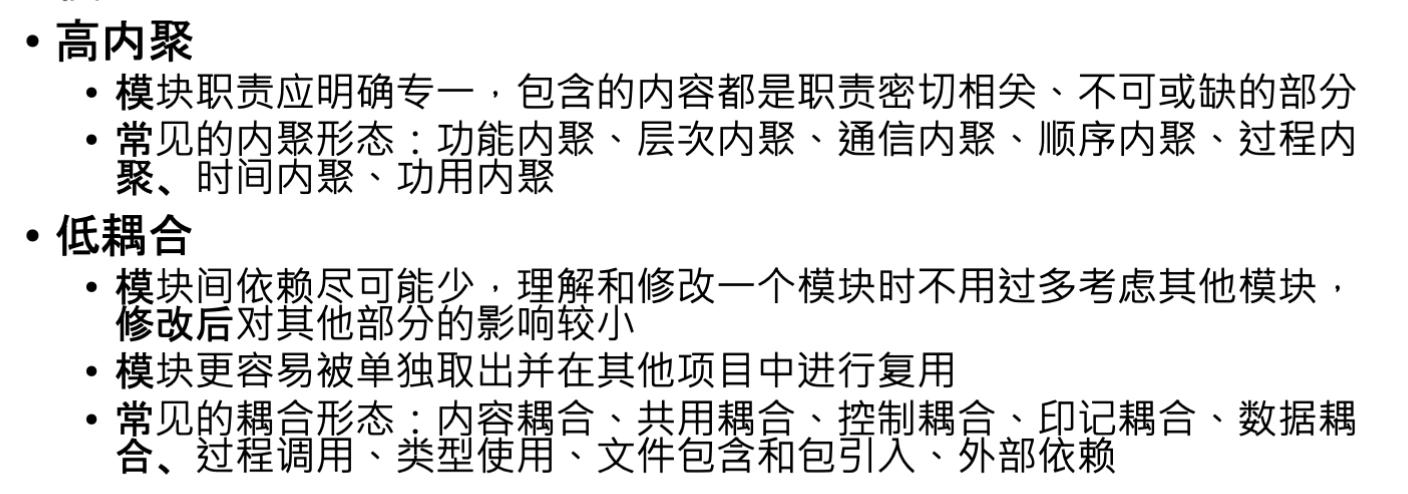 • 高内聚
• 模块职责应明确专一，包含的内容都是职责密切相关、不可或缺的部分
• 常见的内聚形态：功能内聚、层次内聚、通信内聚、顺序内聚、过程内
聚、时间内聚、功用内聚
• 低耦合
• 模块间依赖尽可能少，理解和修改一个模块时不用过多考虑其他模块，
修改后对其他部分的影响较小
• 模块更容易被单独取出并在其他项目中进行复用
• 常见的耦合形态：内容耦合、共用耦合、控制耦合、印记耦合、数据耦
合、过程调用、类型使用、文件包含和包引入、外部依赖